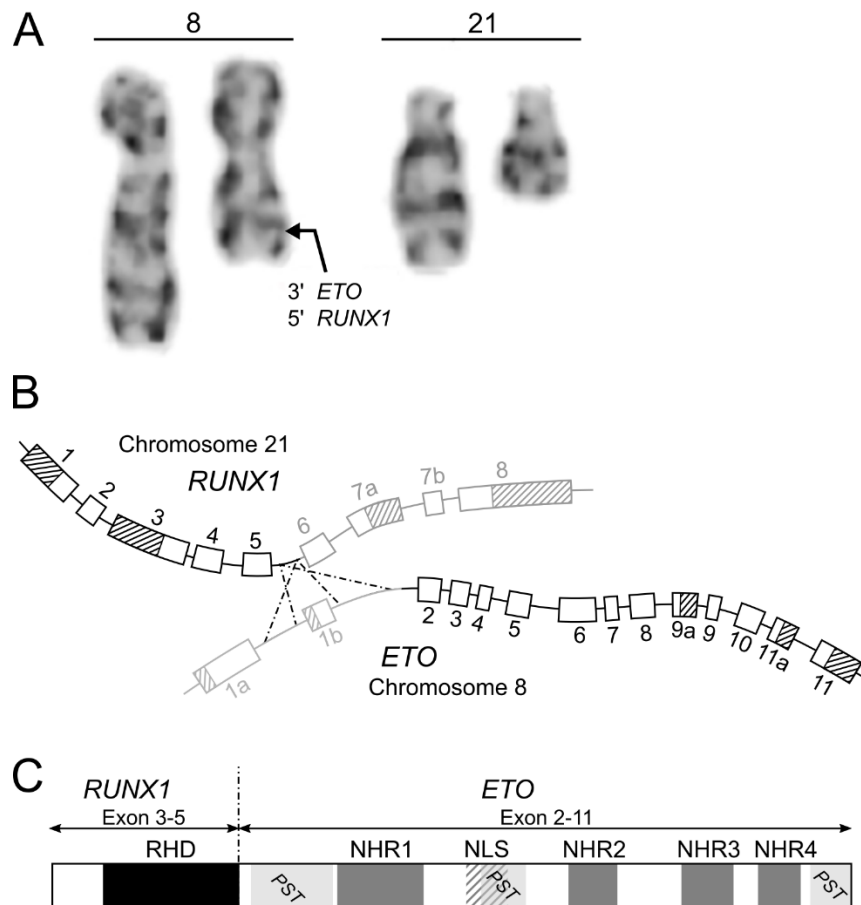 A
8
21
3' ETO
5' RUNX1
B
Chromosome 21
RUNX1
1
2
3
4
5
6
7a
7b
8
1a
1b
ETO
Chromosome 8
2
3
4
5
6
7
8
9a
9
10
11a
11
C
RUNX1
ETO
Exon 3-5
Exon 2-11
RHD
NHR1
NLS
NHR2
NHR3
NHR4
PST
PST
PST